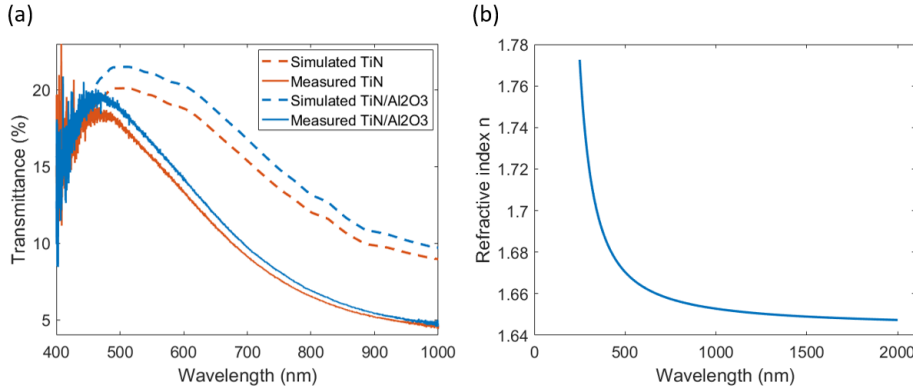 (a)
Transmittance (%)
20
15
10
5
400
500
600
700
800
900
1000
Wavelength (nm)
Simulated TiN
Measured TiN
Simulated TiN/Al2O3
Measured TiN/Al2O3
(b)
Refractive index n
1.78
1.76
1.74
1.72
1.7
1.68
1.66
1.64
0
500
1000
1500
2000
Wavelength (nm)